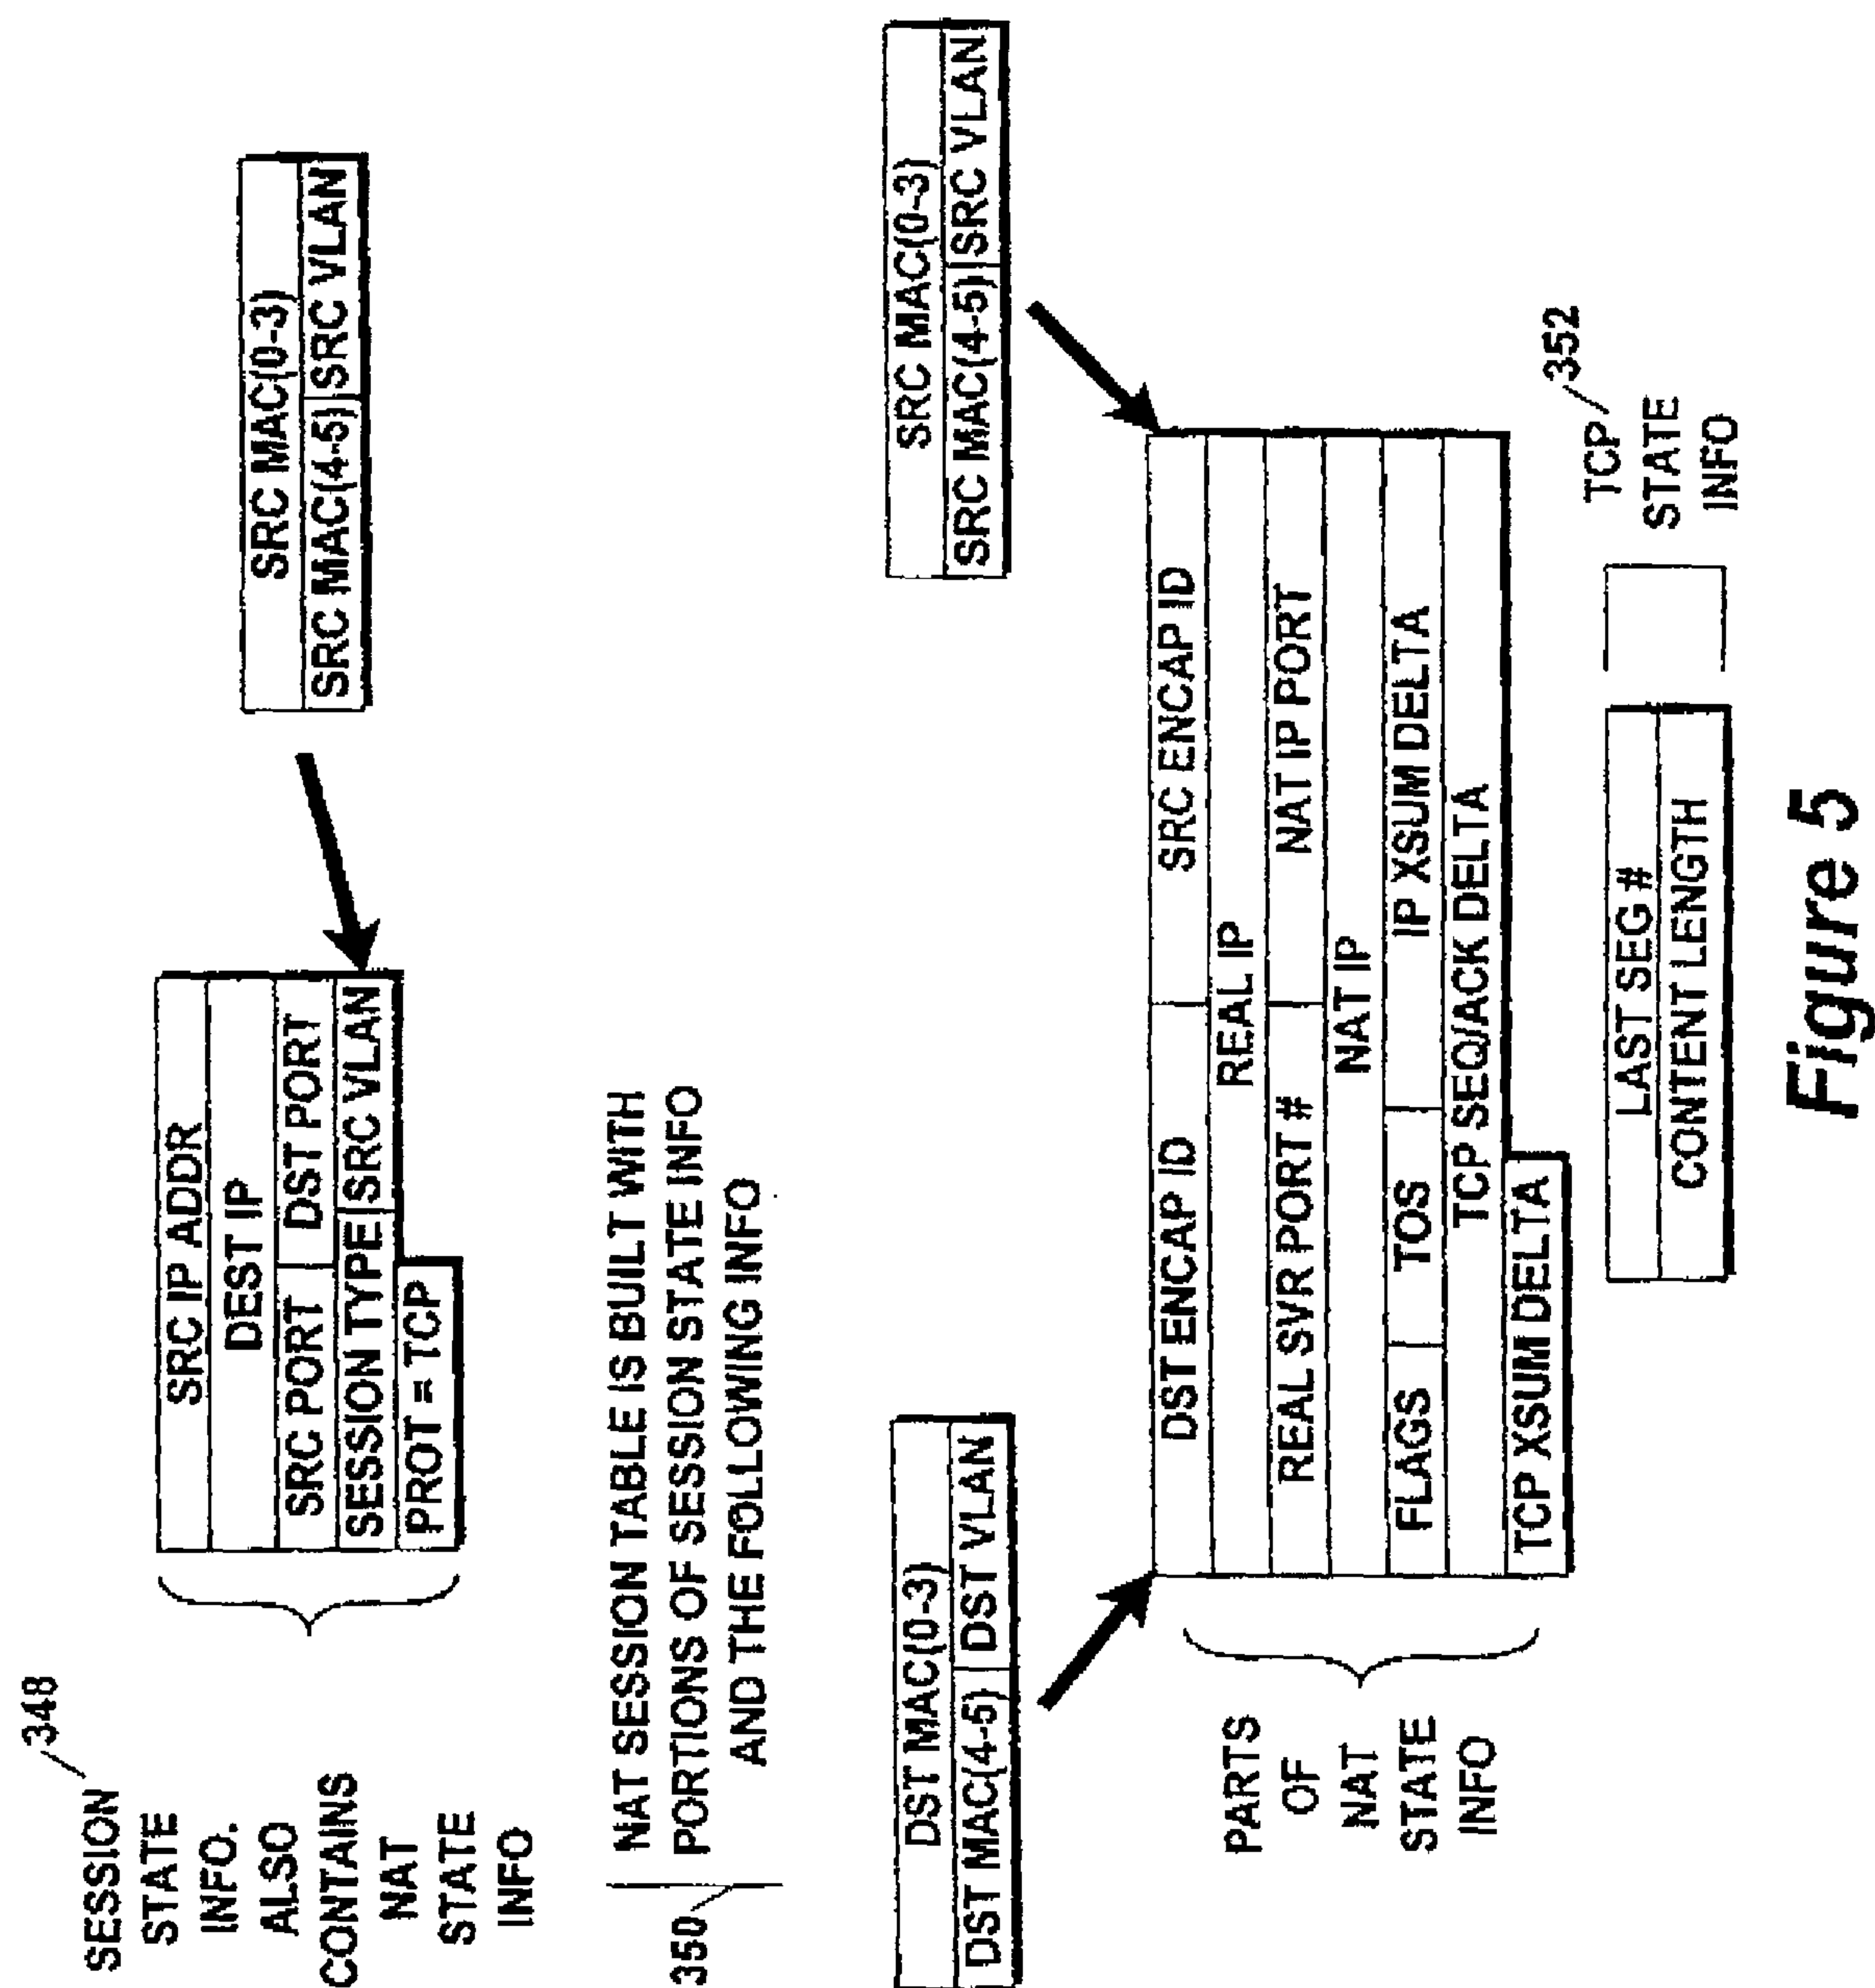 348
SESSION
STATE
INFO.
ALSO
CONTAINS
NAT
STATE
INFO
SRC IP ADDR
DEST IP
SRC PORT DST PORT
SESSION TYPE SRC VLAN
PROT = TCP
SRC MAC(0-3)
SRC MAC(4-5) SRC VLAN
350
NAT SESSION TABLE IS BUILT WITH
PORTIONS OF SESSION STATE INFO
AND THE FOLLOWING INFO
DST MAC(0-3)
DST MAC(4-5) DST VLAN
SRC MAC(0-3)
SRC MAC(4-5) SRC VLAN
PARTS
OF
NAT
STATE
INFO
DST ENCAP ID SRC ENCAP ID
REAL IP
REAL SVR PORT # NAT IP PORT
NAT IP
FLAGS TOS IP XSUM DELTA
TCP SEQ/ACK DELTA
TCP XSUM DELTA
LAST SEG #
CONTENT LENGTH
352
TCP
STATE
INFO
Figure 5